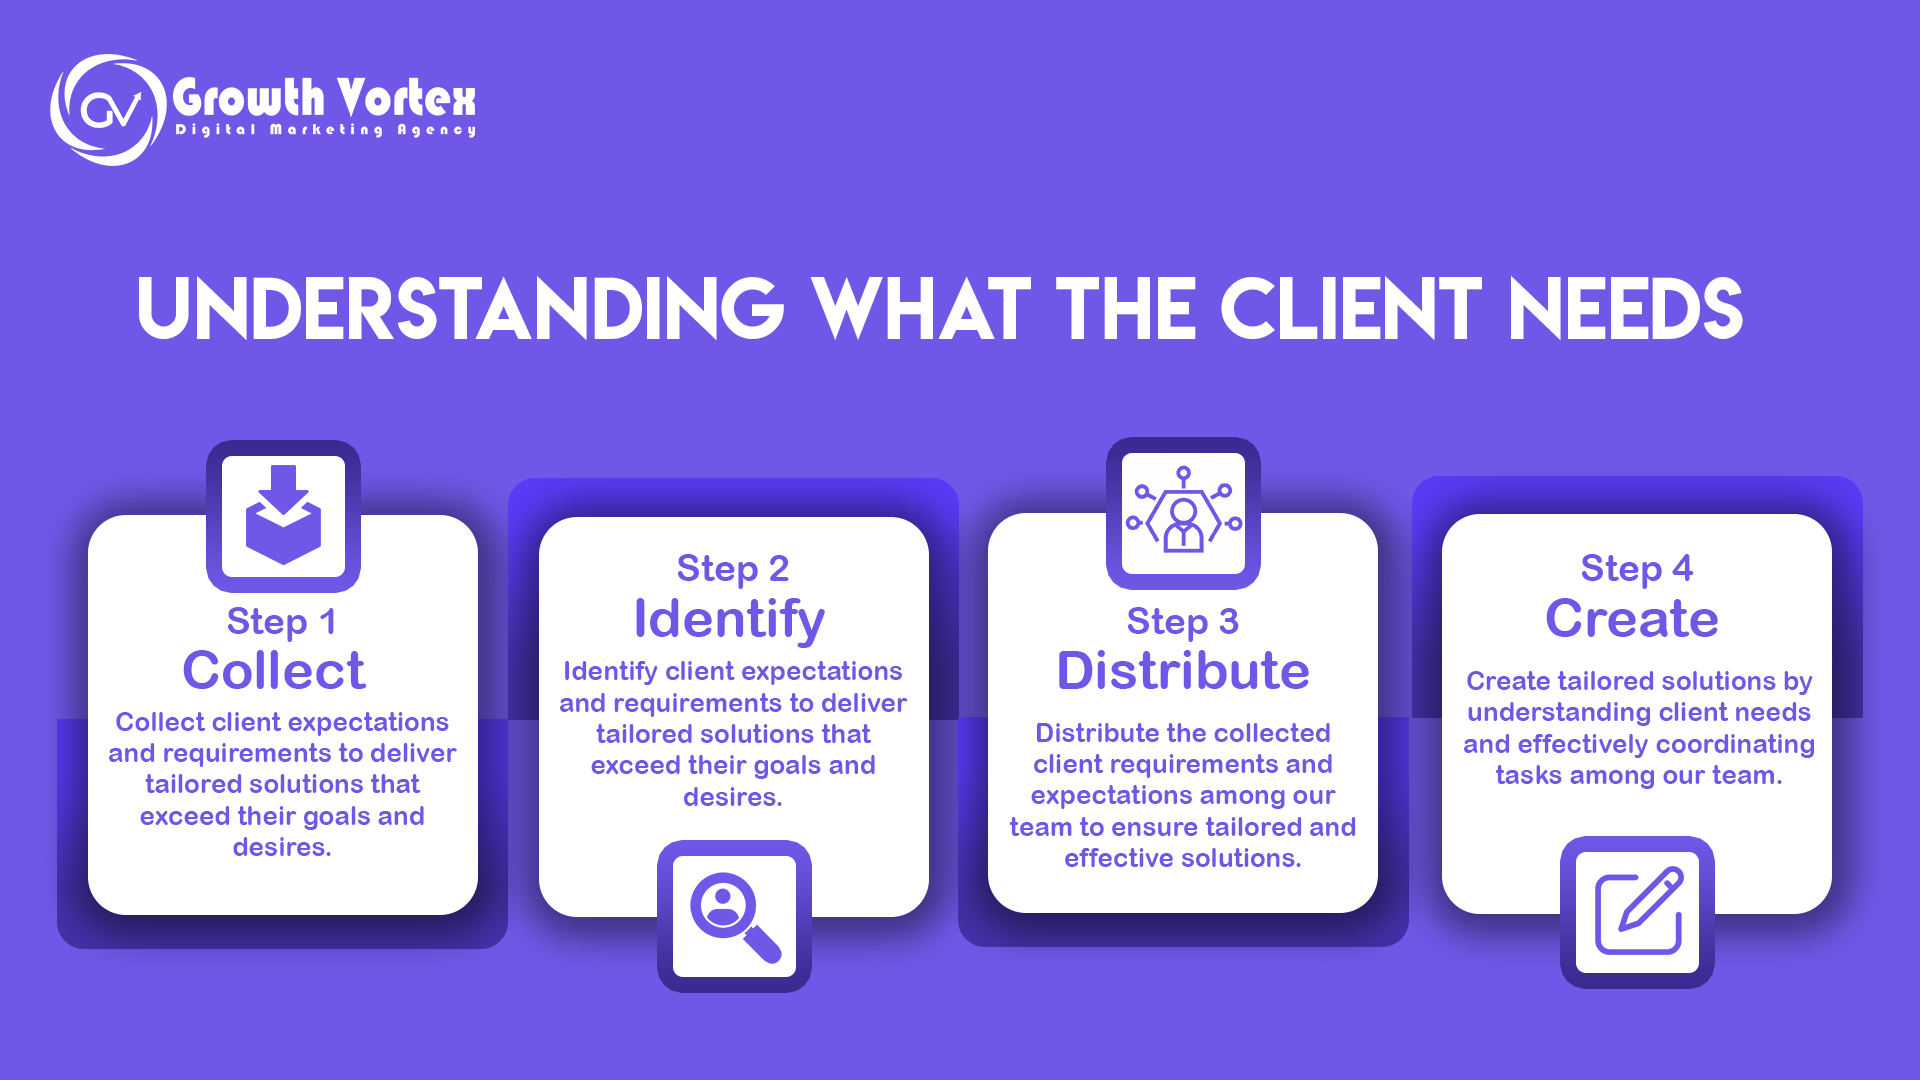 GV
Growth Vortex
Digital Marketing Agency
UNDERSTANDING WHAT THE CLIENT NEEDS
Step 1
Collect
Collect client expectations
and requirements to deliver
tailored solutions that
exceed their goals and
desires.
Step 2
Identify
Identify client expectations
and requirements to deliver
tailored solutions that
exceed their goals and
desires.
Step 3
Distribute
Distribute the collected
client requirements and
expectations among our
team to ensure tailored and
effective solutions.
Step 4
Create
Create tailored solutions by
understanding client needs
and effectively coordinating
tasks among our team.